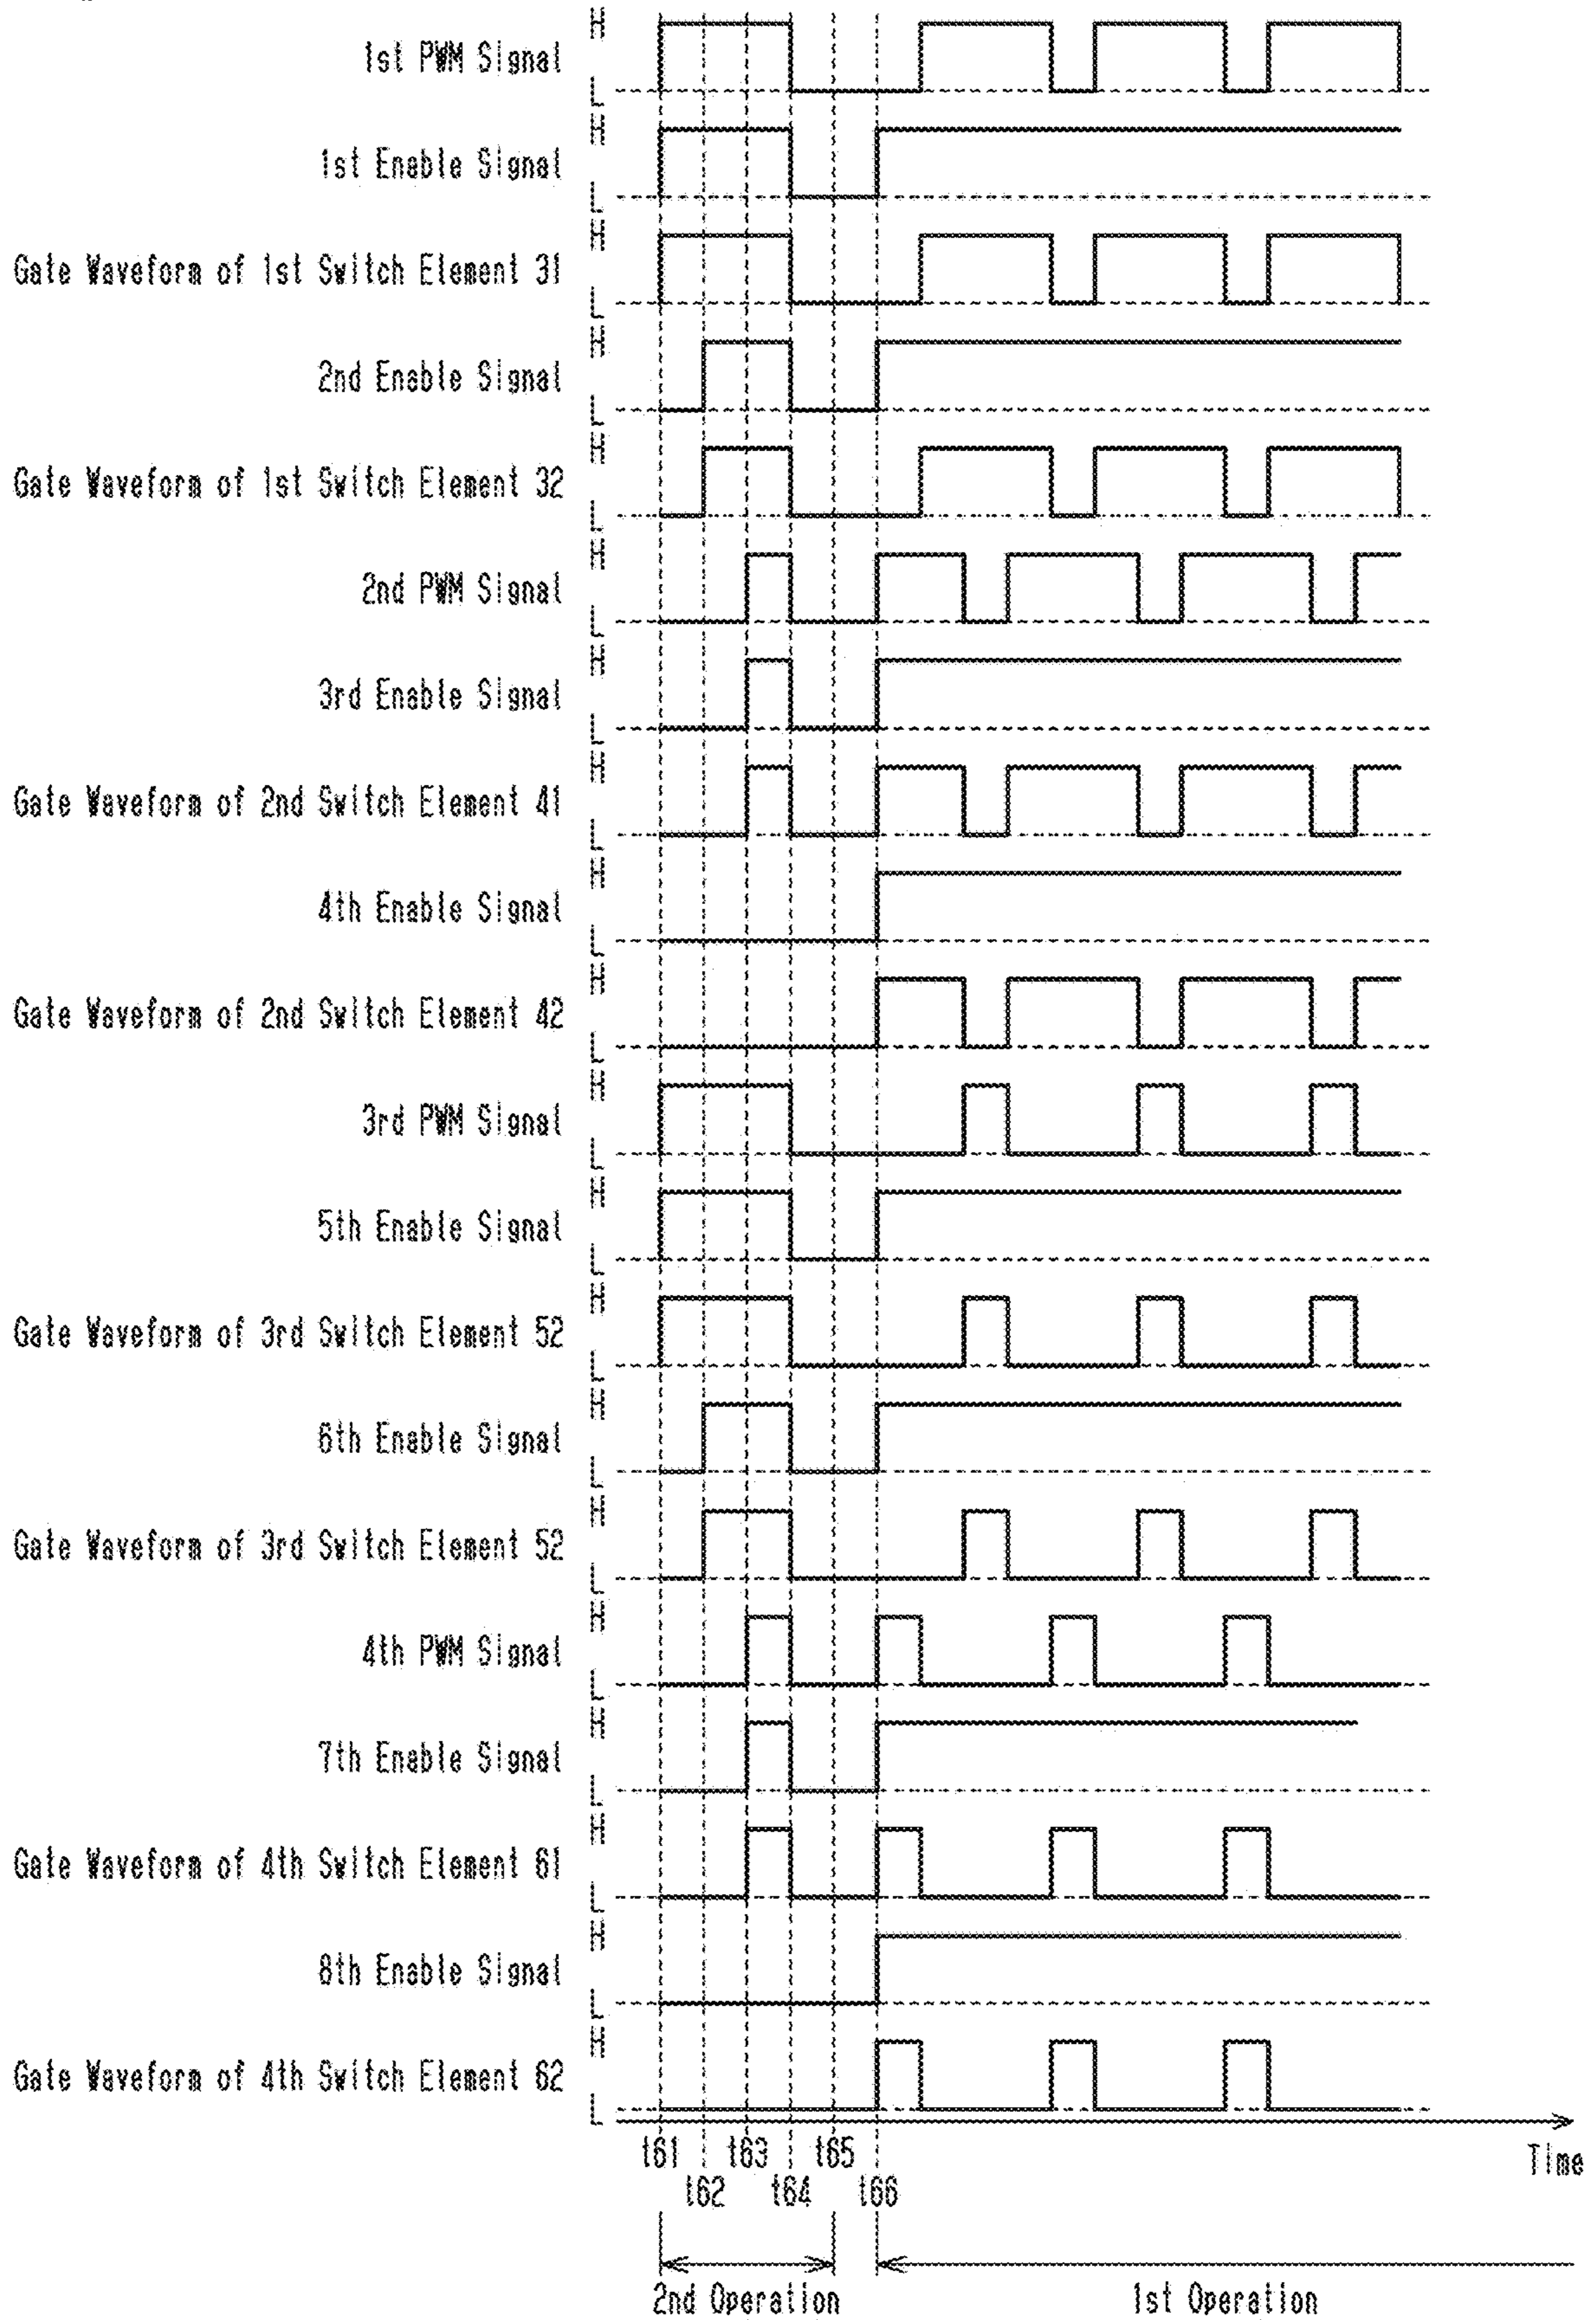 H
1st PWM Signal
L
H
1st Enable Signal
L
H
Gate Waveform of 1st Switch Element 31
L
H
2nd Enable Signal
L
H
Gate Waveform of 1st Switch Element 32
L
H
2nd PWM Signal
L
H
3rd Enable Signal
L
H
Gate Waveform of 2nd Switch Element 41
L
H
4th Enable Signal
L
H
Gate Waveform of 2nd Switch Element 42
L
H
3rd PWM Signal
L
H
5th Enable Signal
L
H
Gate Waveform of 3rd Switch Element 52
L
H
6th Enable Signal
L
H
Gate Waveform of 3rd Switch Element 52
L
H
4th PWM Signal
L
H
7th Enable Signal
L
H
Gate Waveform of 4th Switch Element 61
L
H
8th Enable Signal
L
H
Gate Waveform of 4th Switch Element 62
L
t61 t63 t65 Time
t62 t64 t66
2nd Operation 1st Operation